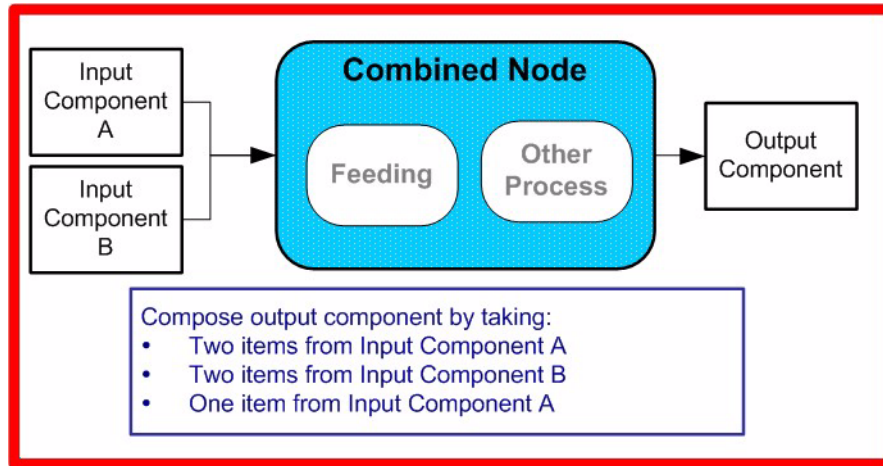 Input
Component
A
Input
Component
B
Combined Node
Feeding
Other
Process
Output
Component
Compose output component by taking:
• Two items from Input Component A
• Two items from Input Component B
• One item from Input Component A